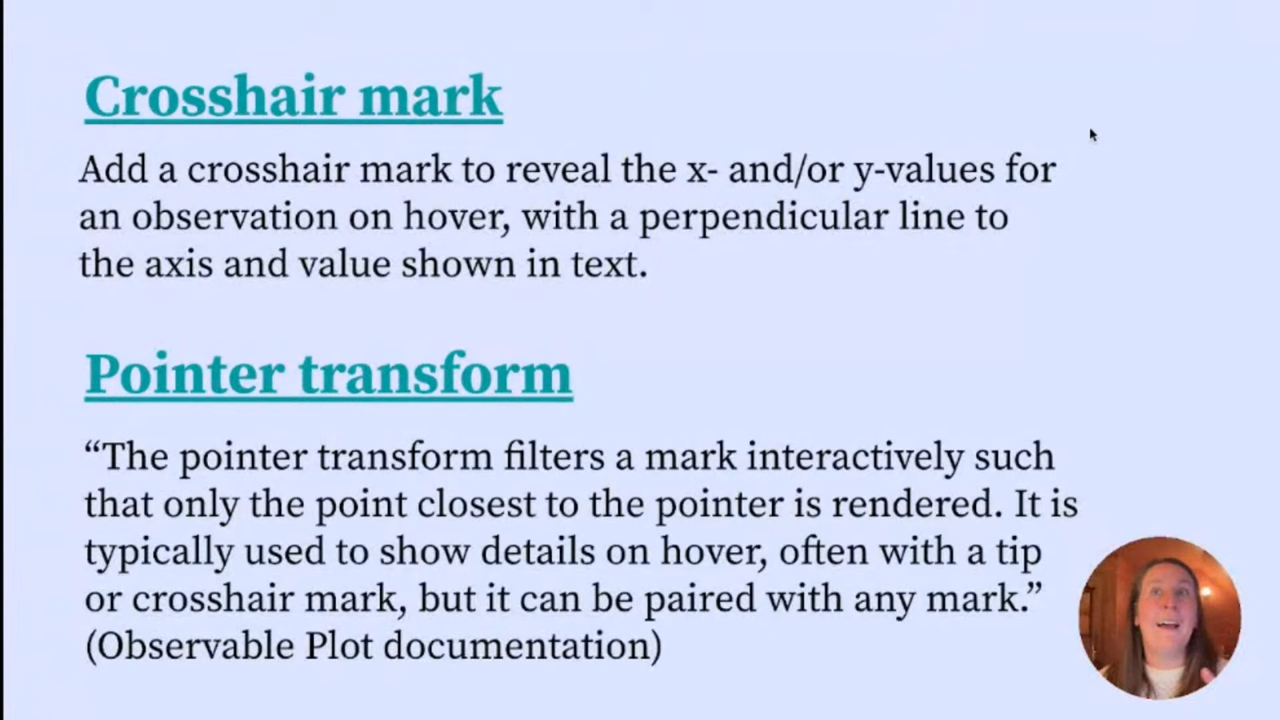 Crosshair mark
Add a crosshair mark to reveal the x- and/or y-values for
an observation on hover, with a perpendicular line to
the axis and value shown in text.
Pointer transform
“The pointer transform filters a mark interactively such
that only the point closest to the pointer is rendered. It is
typically used to show details on hover, often with a tip
or crosshair mark, but it can be paired with any mark.”
(Observable Plot documentation)